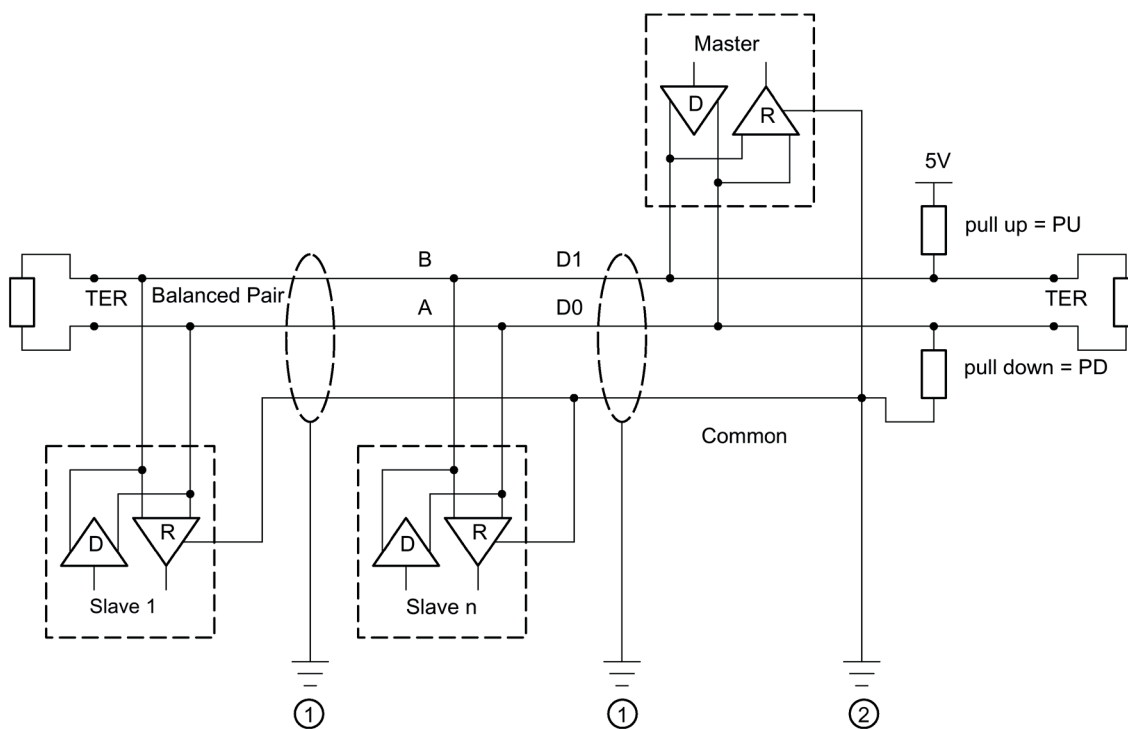 Master
D
R
5V
pull up = PU
B
D1
TER
Balanced Pair
TER
A
D0
pull down = PD
Common
D
R
Slave 1
D
R
Slave n
1
1
2